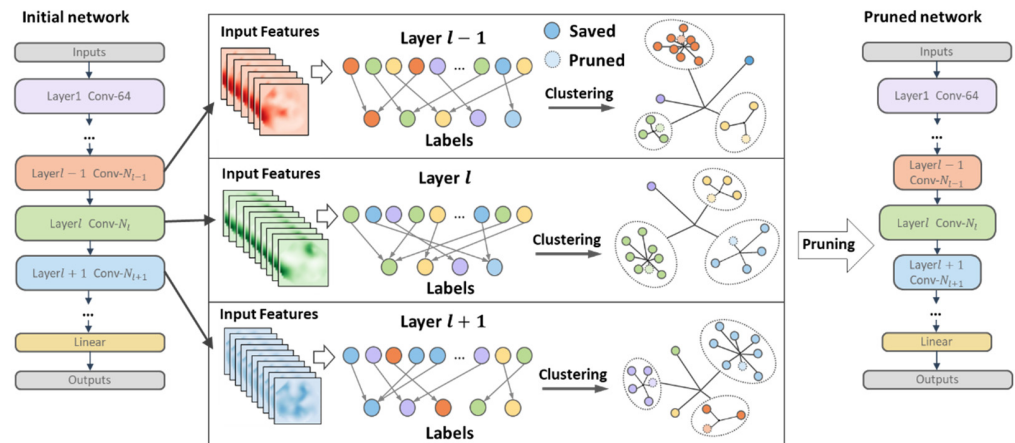 Initial network
Inputs
Layer1 Conv-64
...
Layer l − 1 Conv-N_{l−1}
Layer l Conv-N_l
Layer l + 1 Conv-N_{l+1}
...
Linear
Outputs
Input Features
Layer l − 1
...
Labels
Saved
Pruned
Clustering
Input Features
Layer l
...
Labels
Clustering
Input Features
Layer l + 1
...
Labels
Clustering
Pruning
Pruned network
Inputs
Layer1 Conv-64
...
Layer l − 1
Conv-N_{l−1}
Layer l Conv-N_l
Layer l + 1
Conv-N_{l+1}
...
Linear
Outputs